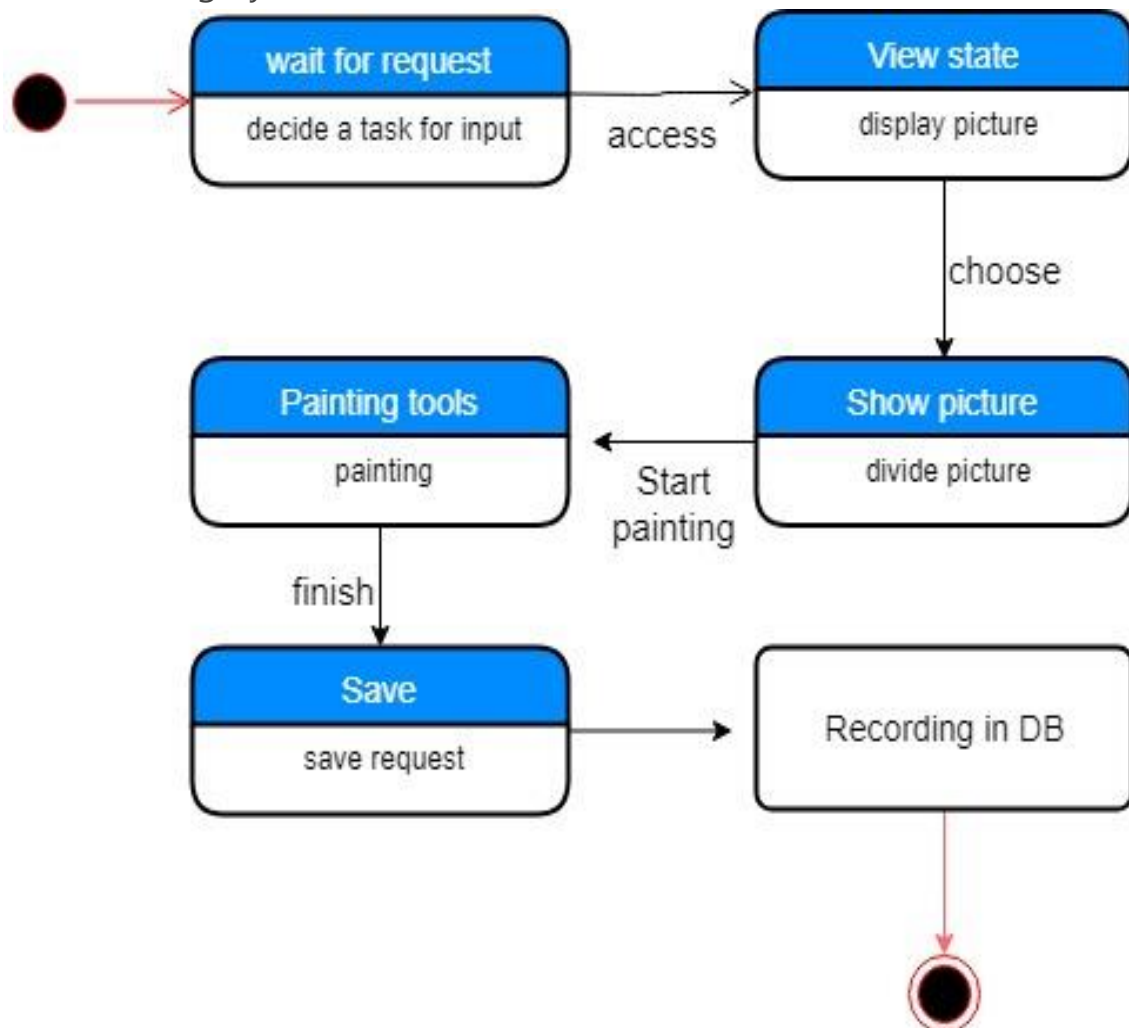 wait for request
decide a task for input
access
View state
display picture
choose
Painting tools
painting
Start
painting
Show picture
divide picture
finish
Save
save request
Recording in DB